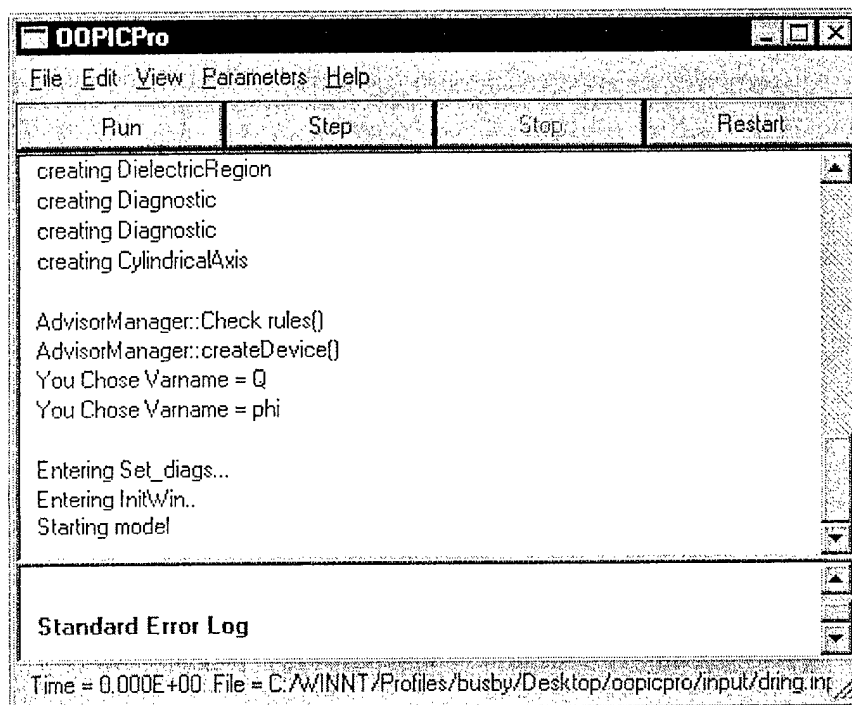 OOPICPro
File Edit View Parameters Help
Run Step Stop Restart
creating DielectricRegion
creating Diagnostic
creating Diagnostic
creating CylindricalAxis
AdvisorManager::Check rules()
AdvisorManager::createDevice()
You Chose Varname = Q
You Chose Varname = phi
Entering Set_diags...
Entering InitWin..
Starting model
Standard Error Log
Time = 0.000E+00 File = C:/WINNT/Profiles/busby/Desktop/oopicpro/input/dring.inp